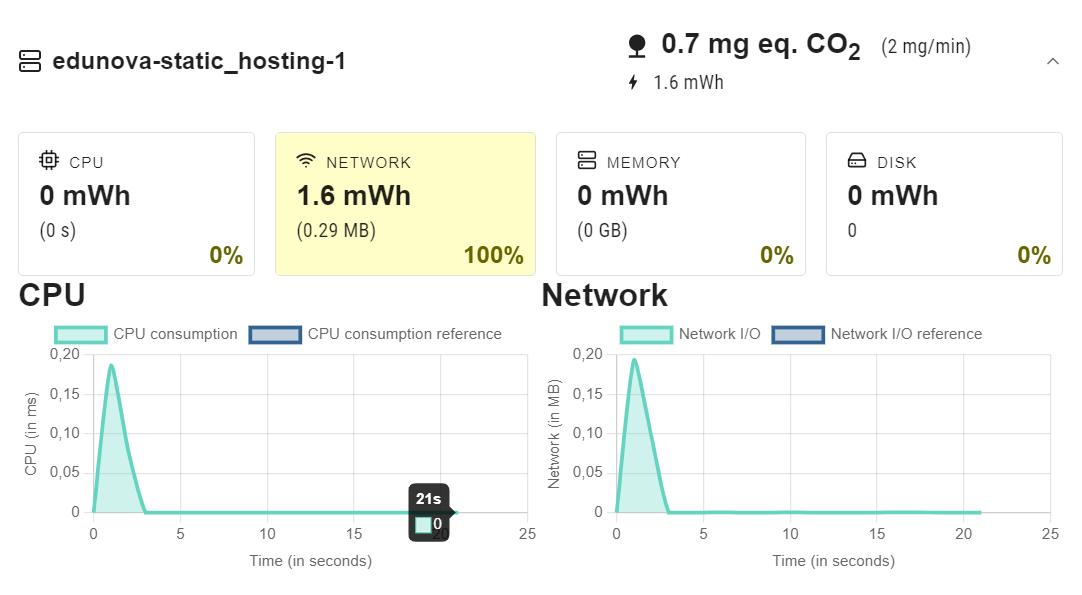 edunova-static_hosting-1
0.7 mg eq. CO2 (2 mg/min)
1.6 mWh
CPU
0 mWh
(0 s)
0%
NETWORK
1.6 mWh
(0.29 MB)
100%
MEMORY
0 mWh
(0 GB)
0%
DISK
0 mWh
0
0%
CPU
CPU consumption CPU consumption reference
CPU (in ms)
0,20
0,15
0,10
0,05
0
0 5 10 15 20 25
21s
0
Time (in seconds)
Network
Network I/O Network I/O reference
Network (in MB)
0,20
0,15
0,10
0,05
0
0 5 10 15 20 25
Time (in seconds)